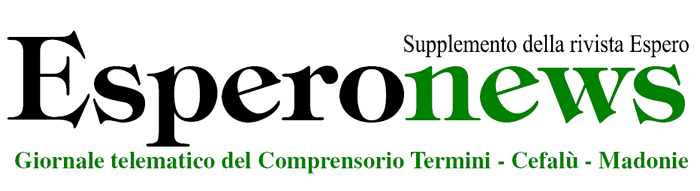 Supplemento della rivista Espero
Esperonews
Giornale telematico del Comprensorio Termini - Cefalù - Madonie